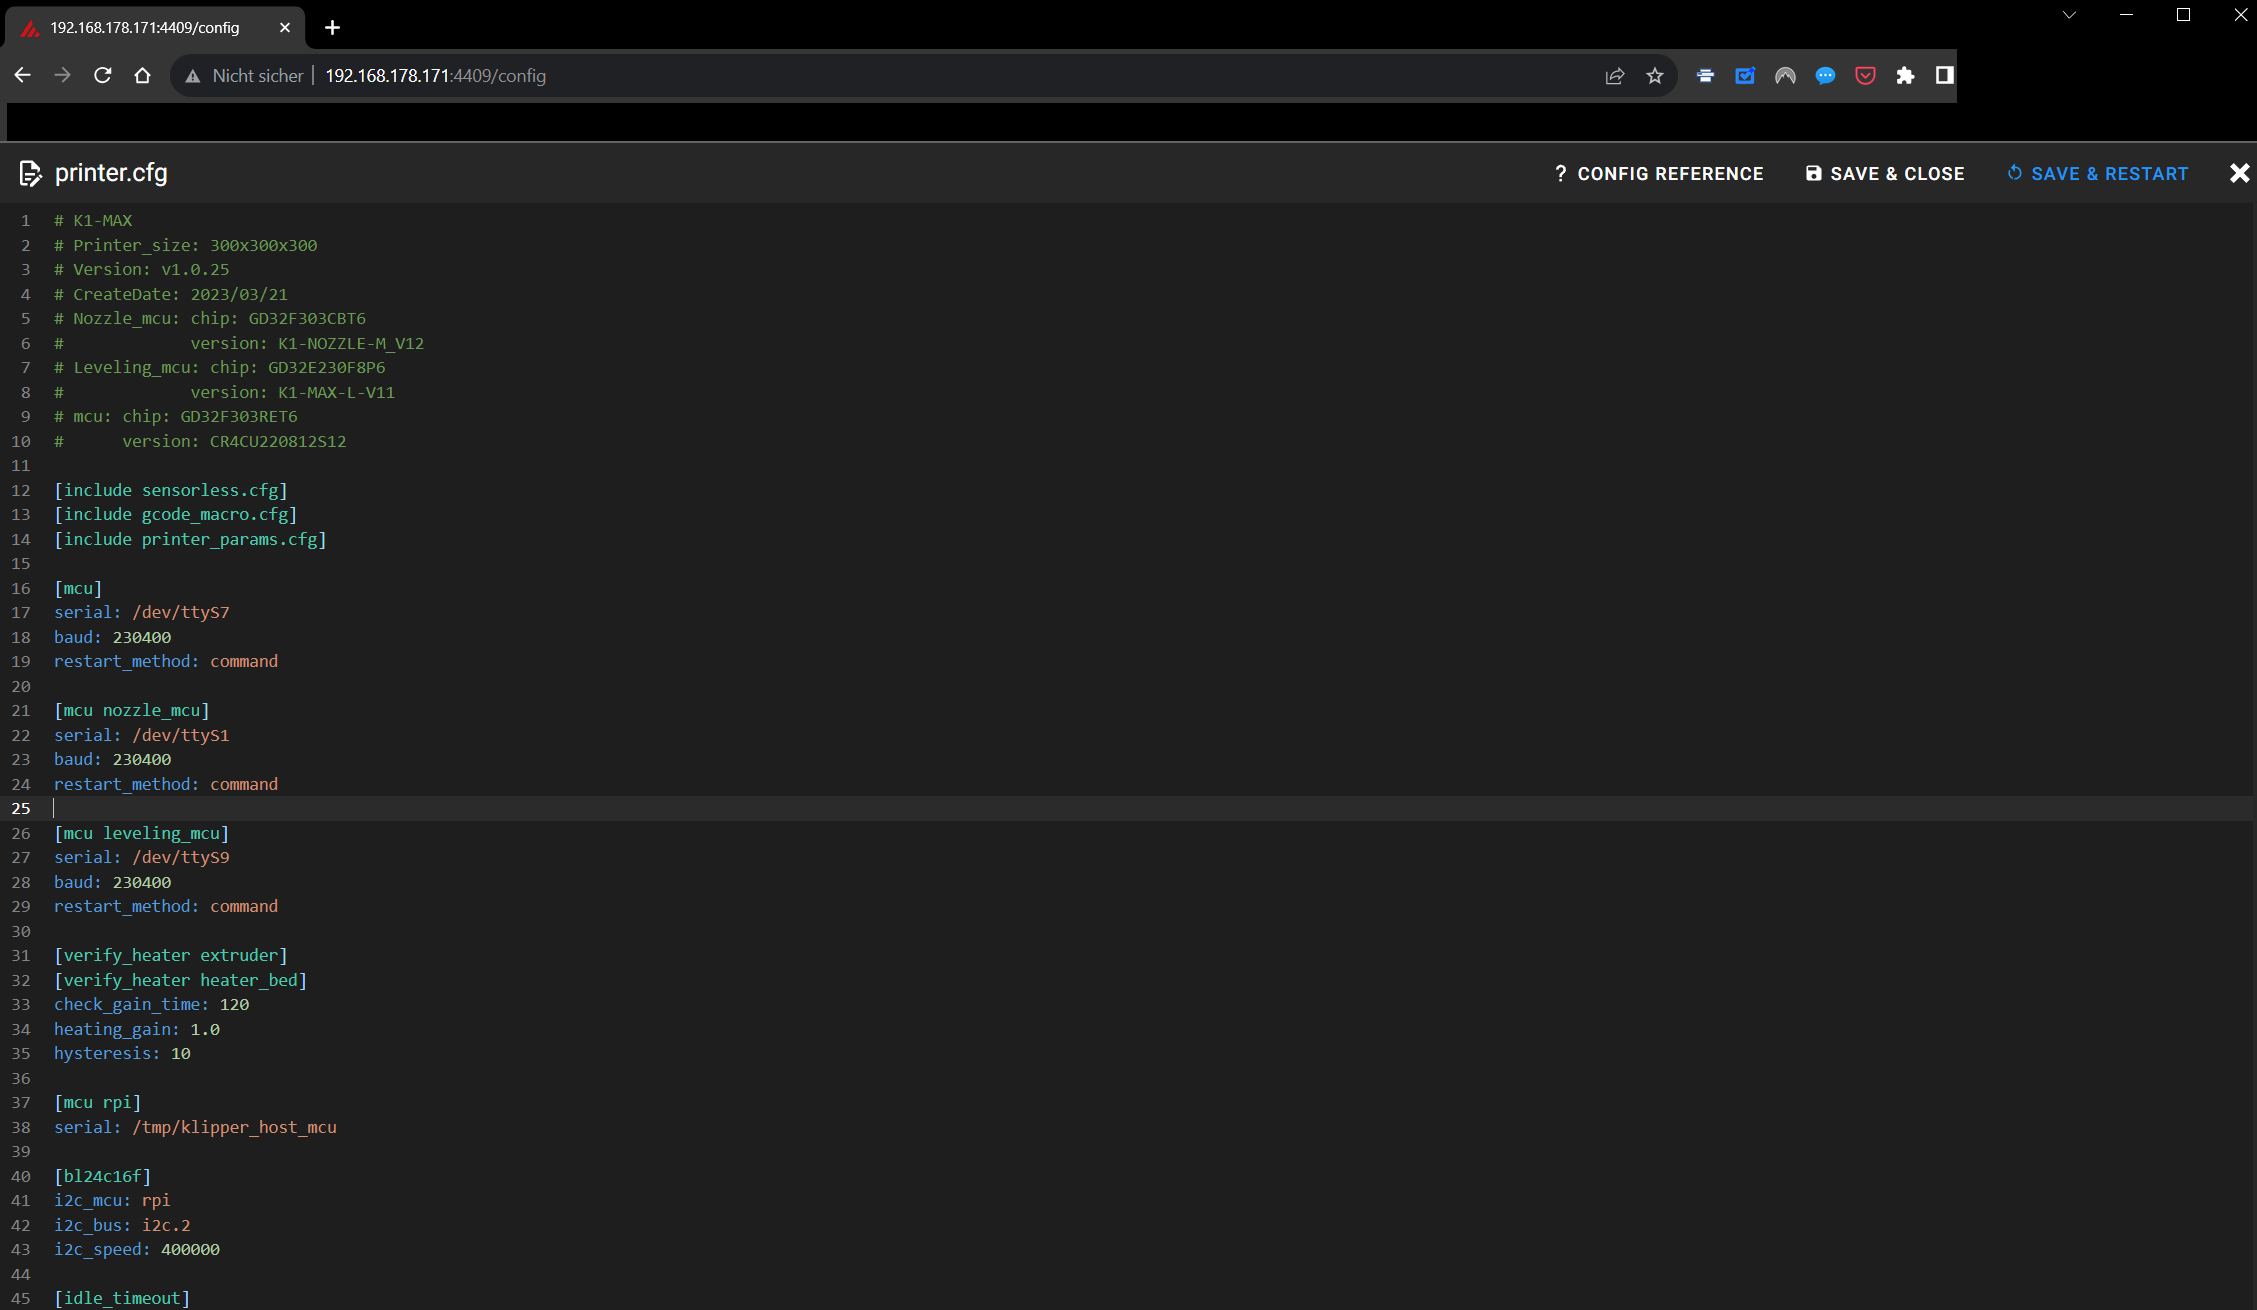 192.168.178.171:4409/config
Nicht sicher | 192.168.178.171:4409/config
printer.cfg
? CONFIG REFERENCE
SAVE & CLOSE
SAVE & RESTART
1 # K1-MAX
2 # Printer_size: 300x300x300
3 # Version: v1.0.25
4 # CreateDate: 2023/03/21
5 # Nozzle_mcu: chip: GD32F303CBT6
6 #             version: K1-NOZZLE-M_V12
7 # Leveling_mcu: chip: GD32E230F8P6
8 #             version: K1-MAX-L-V11
9 # mcu: chip: GD32F303RET6
10 #      version: CR4CU220812S12
11
12 [include sensorless.cfg]
13 [include gcode_macro.cfg]
14 [include printer_params.cfg]
15
16 [mcu]
17 serial: /dev/ttyS7
18 baud: 230400
19 restart_method: command
20
21 [mcu nozzle_mcu]
22 serial: /dev/ttyS1
23 baud: 230400
24 restart_method: command
25
26 [mcu leveling_mcu]
27 serial: /dev/ttyS9
28 baud: 230400
29 restart_method: command
30
31 [verify_heater extruder]
32 [verify_heater heater_bed]
33 check_gain_time: 120
34 heating_gain: 1.0
35 hysteresis: 10
36
37 [mcu rpi]
38 serial: /tmp/klipper_host_mcu
39
40 [bl24c16f]
41 i2c_mcu: rpi
42 i2c_bus: i2c.2
43 i2c_speed: 400000
44
45 [idle_timeout]